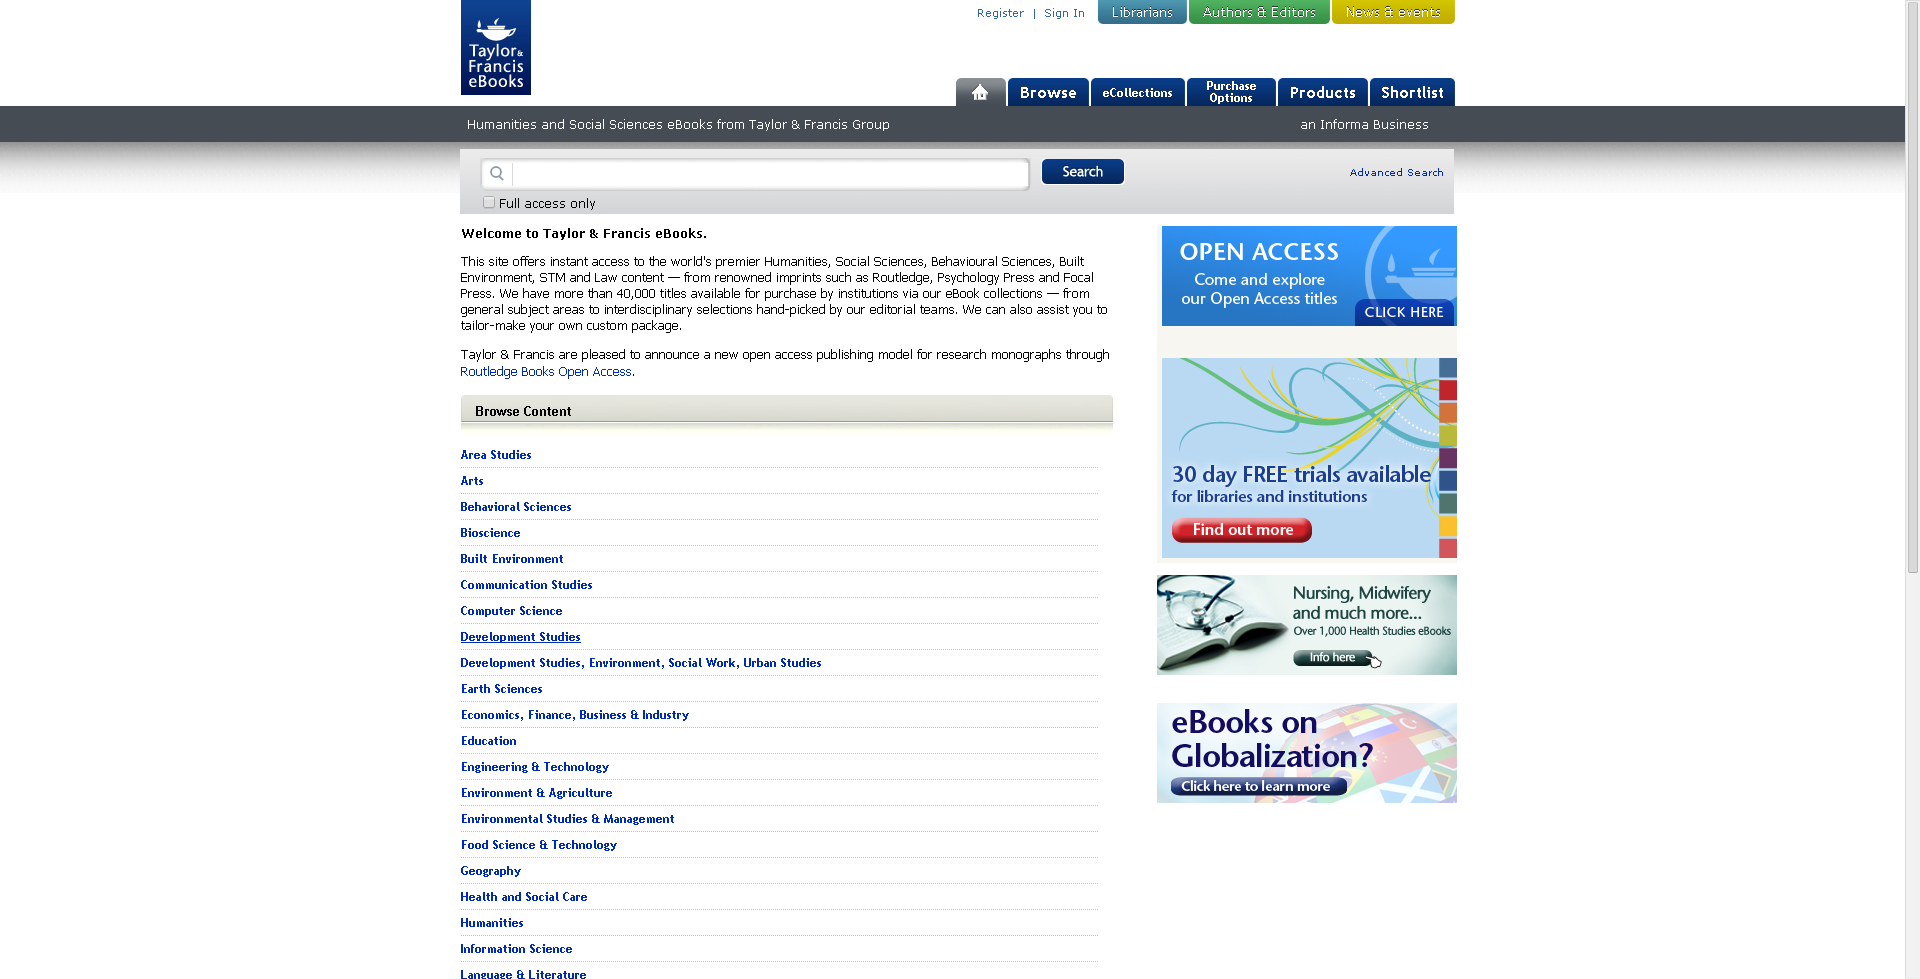 Taylor &
Francis
eBooks
Register | Sign In
Librarians
Authors & Editors
News & events
Browse
eCollections
Purchase
Options
Products
Shortlist
Humanities and Social Sciences eBooks from Taylor & Francis Group
an Informa Business
Search
Advanced Search
Full access only
Welcome to Taylor & Francis eBooks.
This site offers instant access to the world's premier Humanities, Social Sciences, Behavioural Sciences, Built
Environment, STM and Law content — from renowned imprints such as Routledge, Psychology Press and Focal
Press. We have more than 40,000 titles available for purchase by institutions via our eBook collections — from
general subject areas to interdisciplinary selections hand-picked by our editorial teams. We can also assist you to
tailor-make your own custom package.
Taylor & Francis are pleased to announce a new open access publishing model for research monographs through
Routledge Books Open Access.
Browse Content
Area Studies
Arts
Behavioral Sciences
Bioscience
Built Environment
Communication Studies
Computer Science
Development Studies
Development Studies, Environment, Social Work, Urban Studies
Earth Sciences
Economics, Finance, Business & Industry
Education
Engineering & Technology
Environment & Agriculture
Environmental Studies & Management
Food Science & Technology
Geography
Health and Social Care
Humanities
Information Science
Language & Literature
OPEN ACCESS
Come and explore
our Open Access titles
CLICK HERE
30 day FREE trials available
for libraries and institutions
Find out more
Nursing, Midwifery
and much more...
Over 1,000 Health Studies eBooks
Info here
eBooks on
Globalization?
Click here to learn more